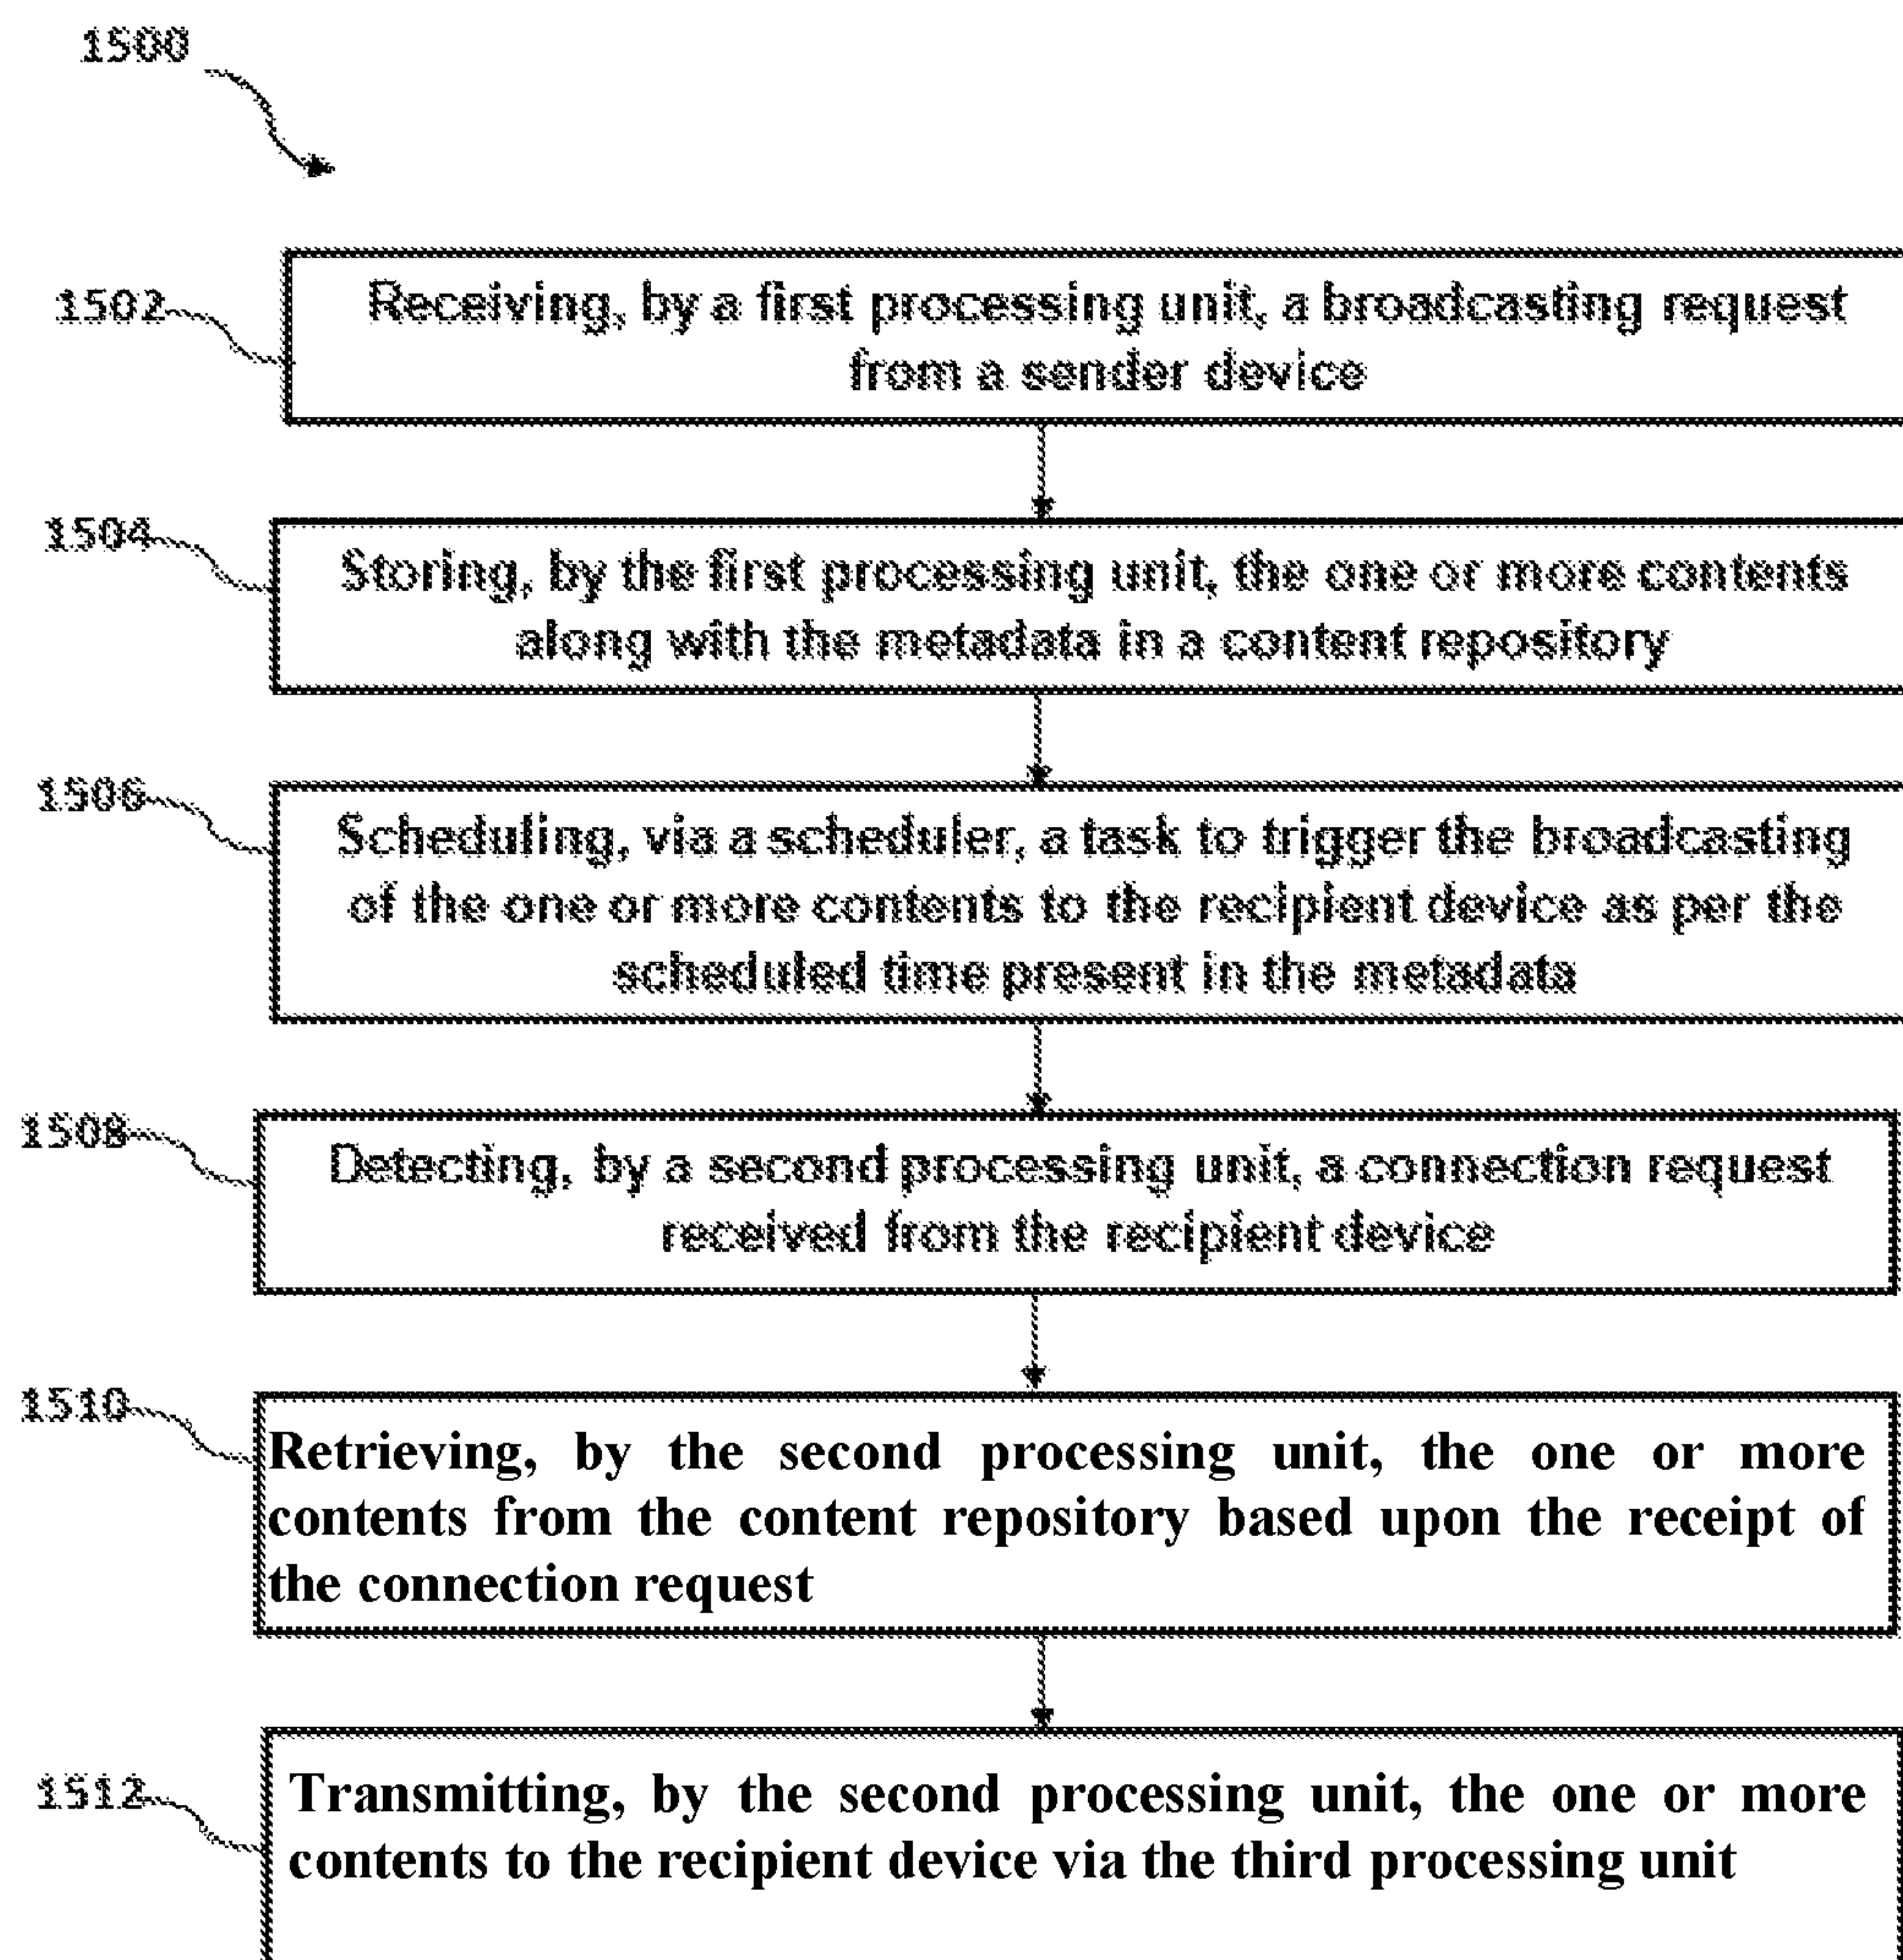 1500
1502
Receiving, by a first processing unit, a broadcasting request
from a sender device
1504
Storing, by the first processing unit, the one or more contents
along with the metadata in a content repository
1506
Scheduling, via a scheduler, a task to trigger the broadcasting
of the one or more contents to the recipient device as per the
scheduled time present in the metadata
1508
Detecting, by a second processing unit, a connection request
received from the recipient device
1510
Retrieving, by the second processing unit, the one or more
contents from the content repository based upon the receipt of
the connection request
1512
Transmitting, by the second processing unit, the one or more
contents to the recipient device via the third processing unit